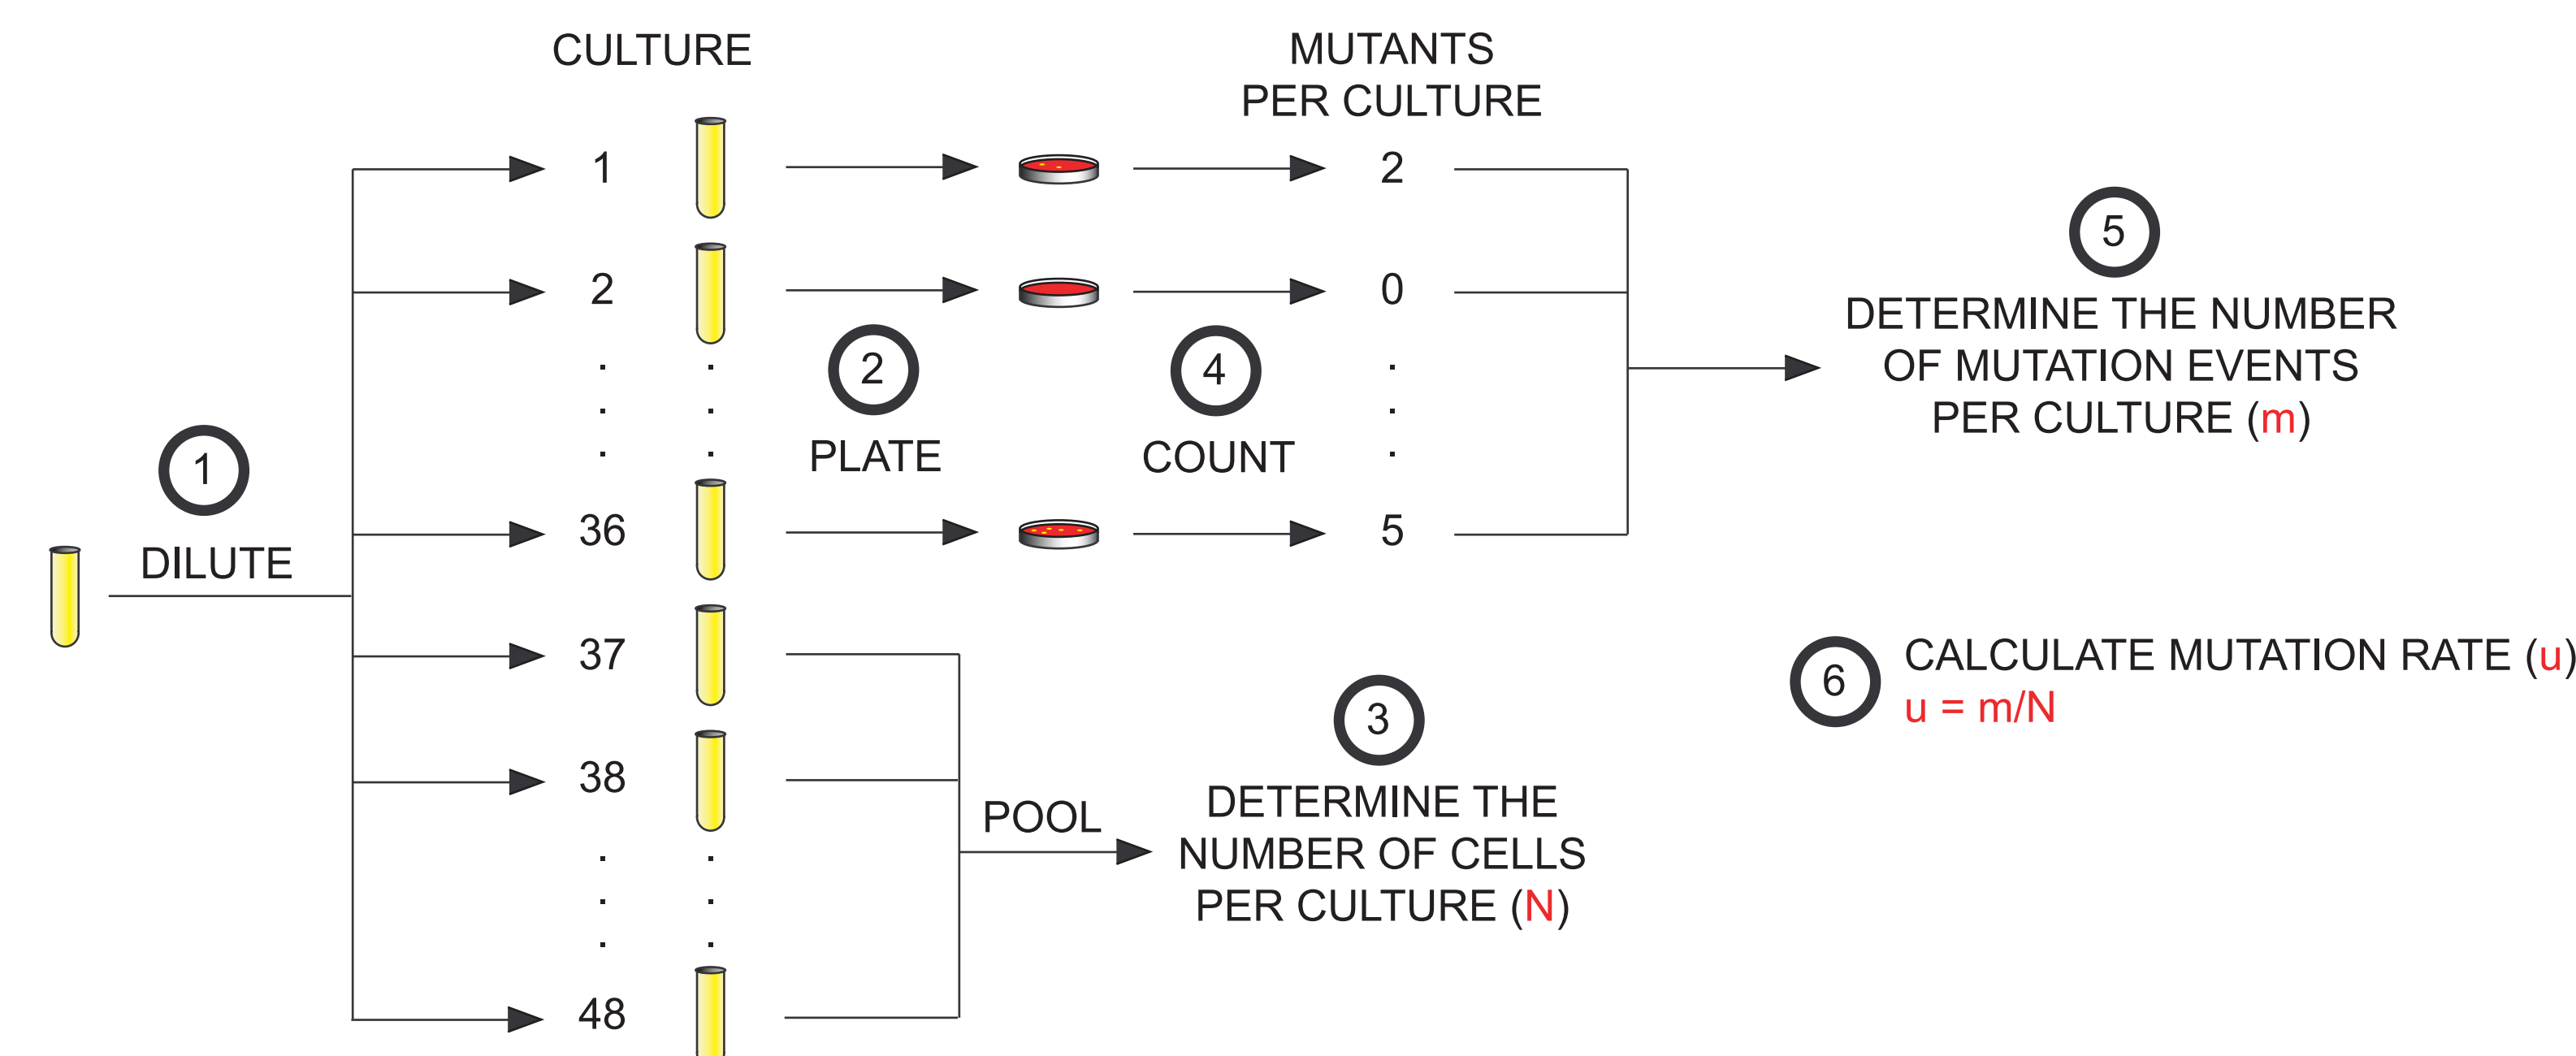 CULTURE
MUTANTS
PER CULTURE
1
2
2
0
2
PLATE
4
COUNT
36
5
5
DETERMINE THE NUMBER
OF MUTATION EVENTS
PER CULTURE (m)
1
DILUTE
37
38
48
POOL
3
DETERMINE THE
NUMBER OF CELLS
PER CULTURE (N)
6
CALCULATE MUTATION RATE (u)
u = m/N